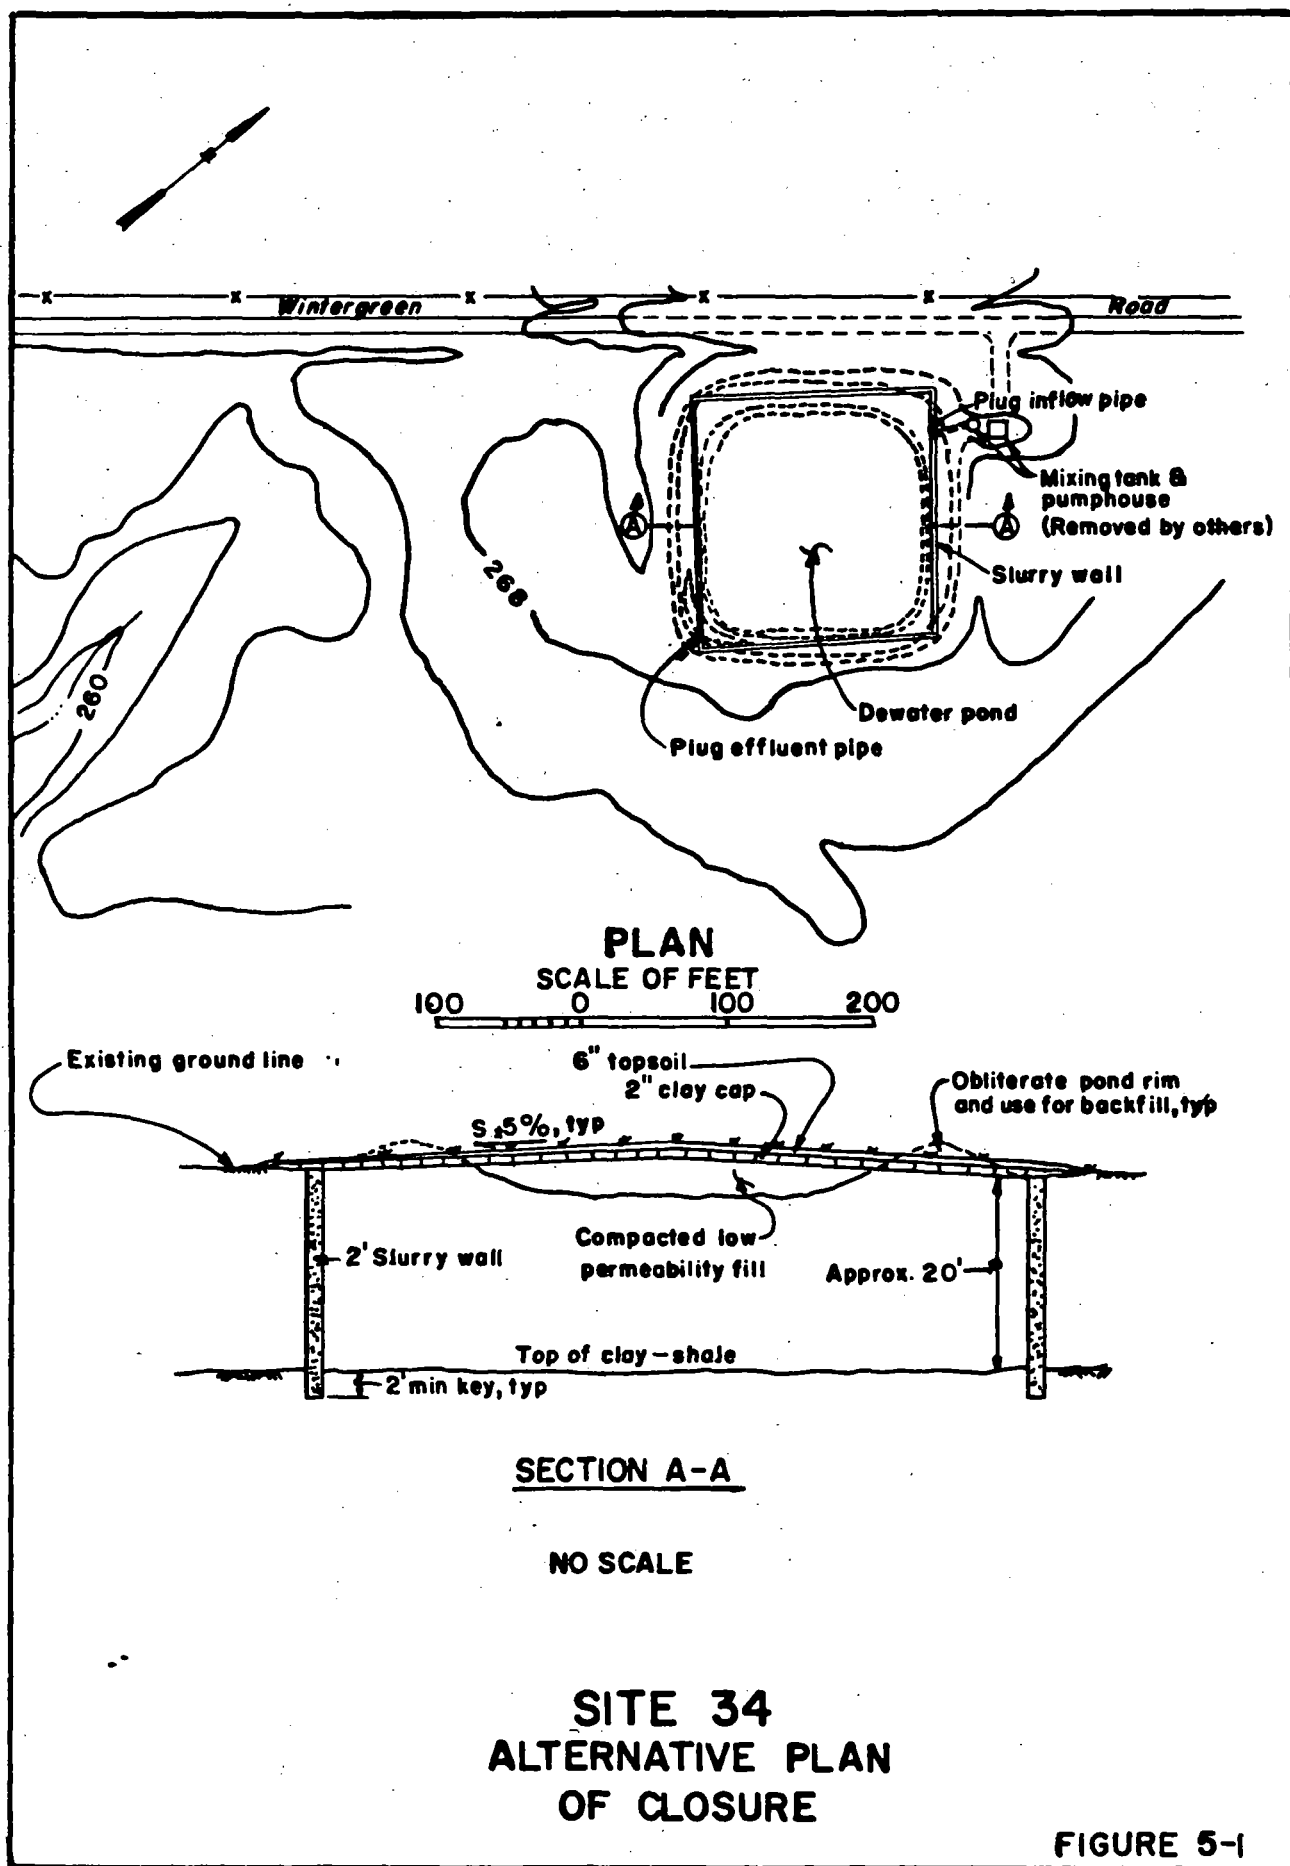 Wintergreen
Road
Plug inflow pipe
Mixing tank &
pumphouse
(Removed by others)
A
A
Slurry wall
268
260
Dewater pond
Plug effluent pipe
PLAN
SCALE OF FEET
100 0 100 200
Existing ground line
6" topsoil
2" clay cap
Obliterate pond rim
and use for backfill, typ
S ±5%, typ
Compacted low
permeability fill
2' Slurry wall
Approx. 20'
Top of clay-shale
2' min key, typ
SECTION A-A
NO SCALE
SITE 34
ALTERNATIVE PLAN
OF CLOSURE
FIGURE 5-1